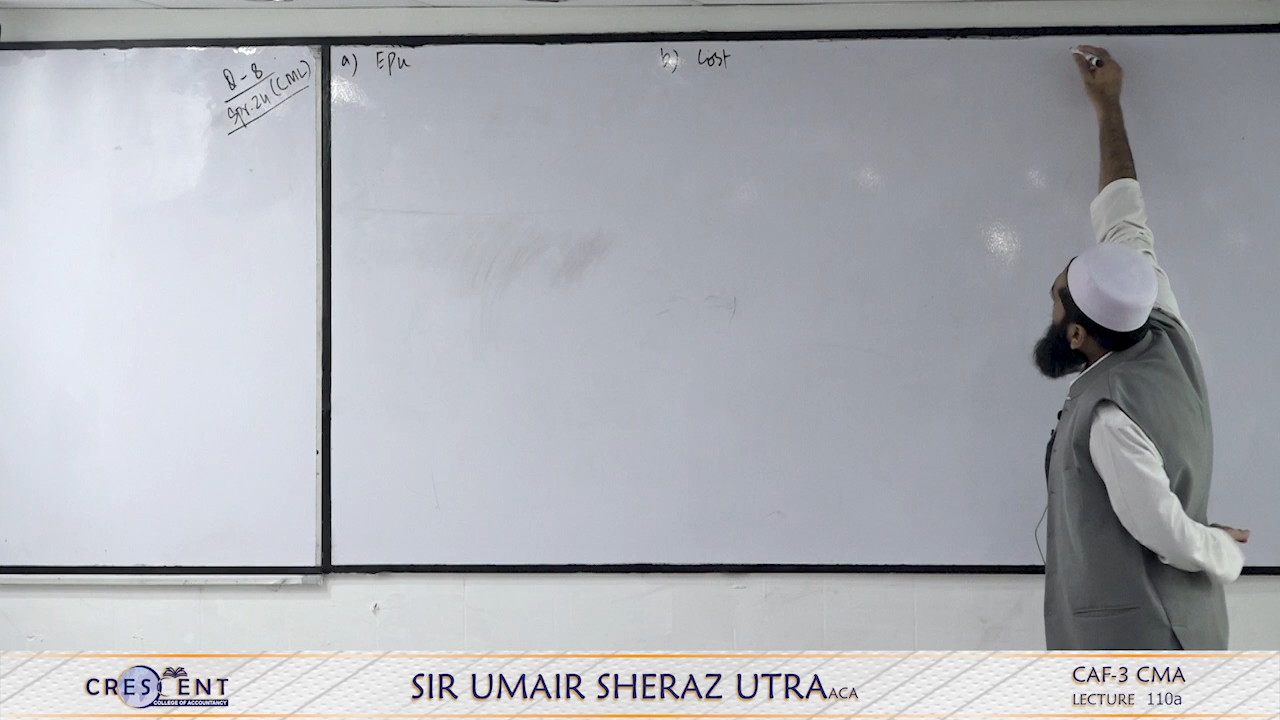 Q-8
Spr.24 (CML)
a) EPU
b) Cost
CRESCENT
COLLEGE OF ACCOUNTANCY
SIR UMAIR SHERAZ UTRA ACA
CAF-3 CMA
LECTURE 110a